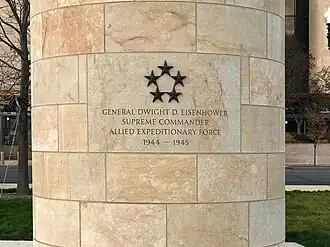 GENERAL DWIGHT D. EISENHOWER
SUPREME COMMANDER
ALLIED EXPEDITIONARY FORCE
1944 – 1945